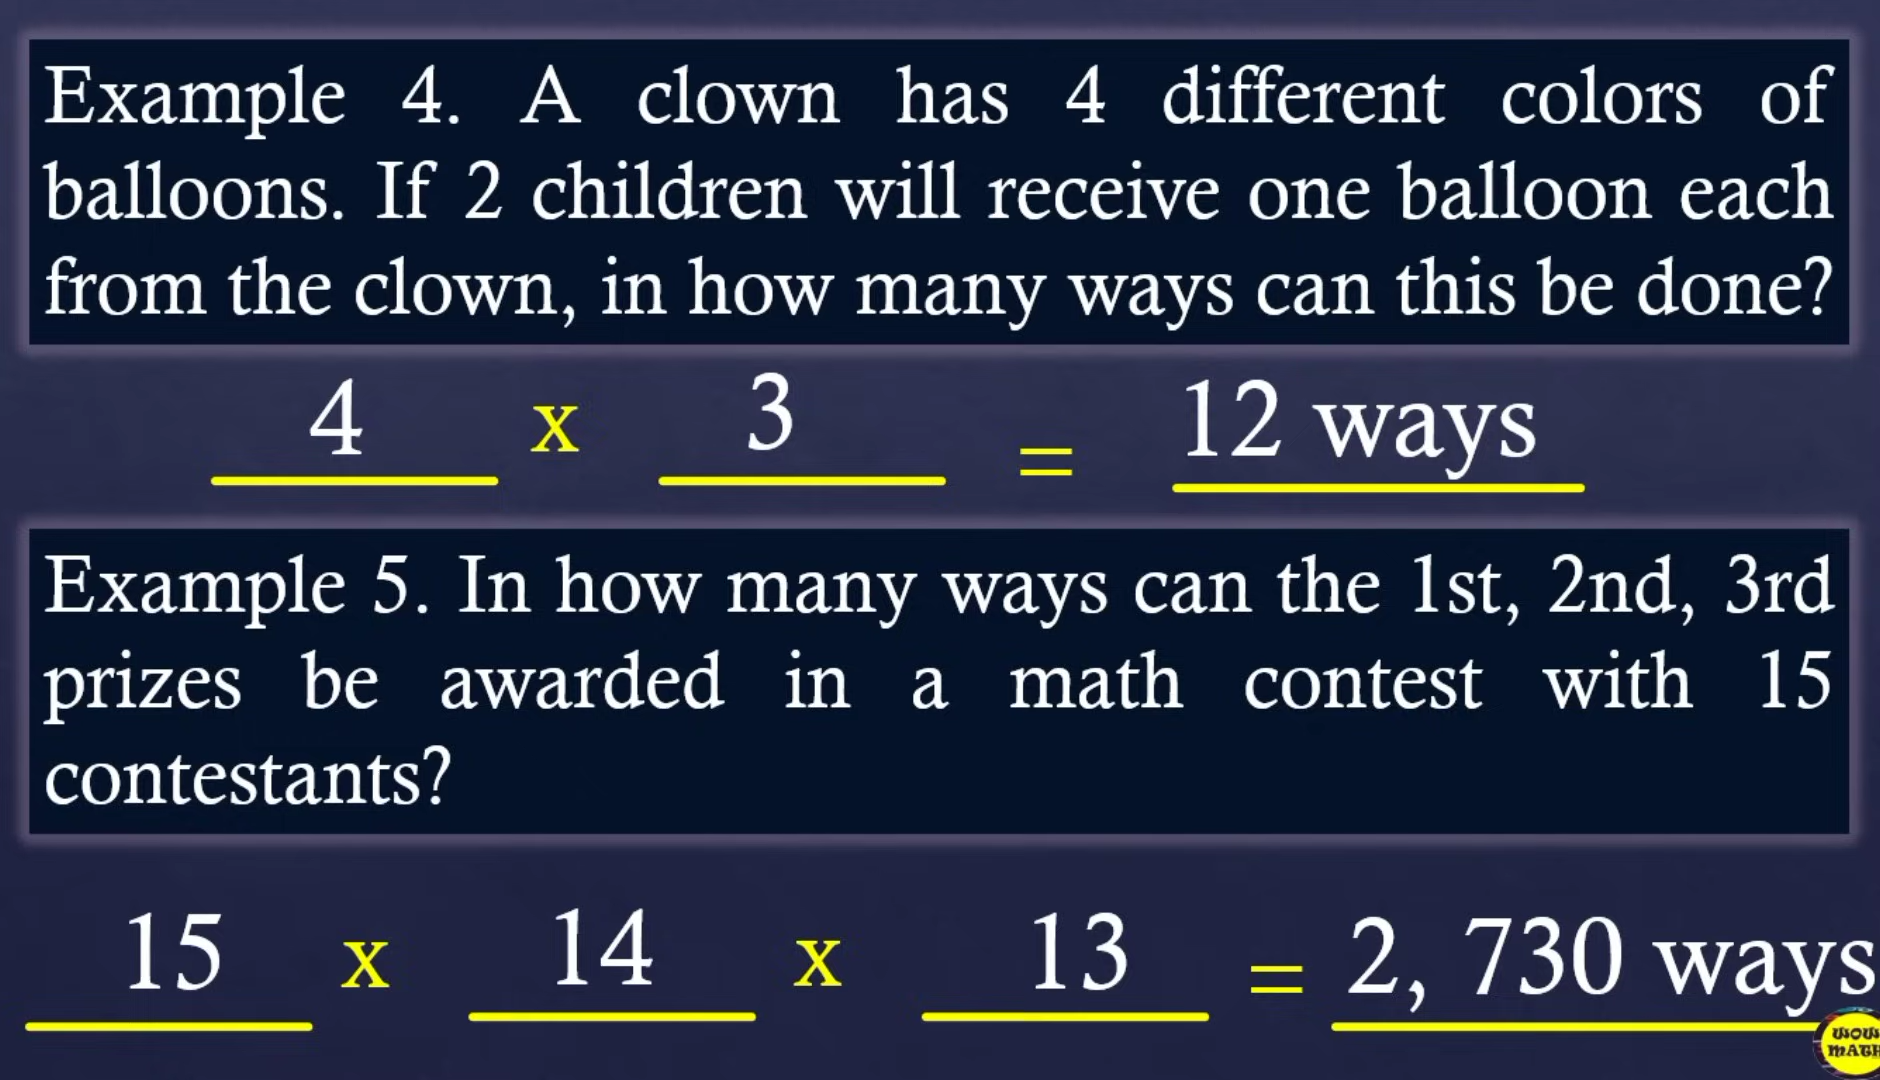 Example 4. A clown has 4 different colors of
balloons. If 2 children will receive one balloon each
from the clown, in how many ways can this be done?
4 x 3 = 12 ways
Example 5. In how many ways can the 1st, 2nd, 3rd
prizes be awarded in a math contest with 15
contestants?
15 x 14 x 13 = 2, 730 ways
WOW
MATH